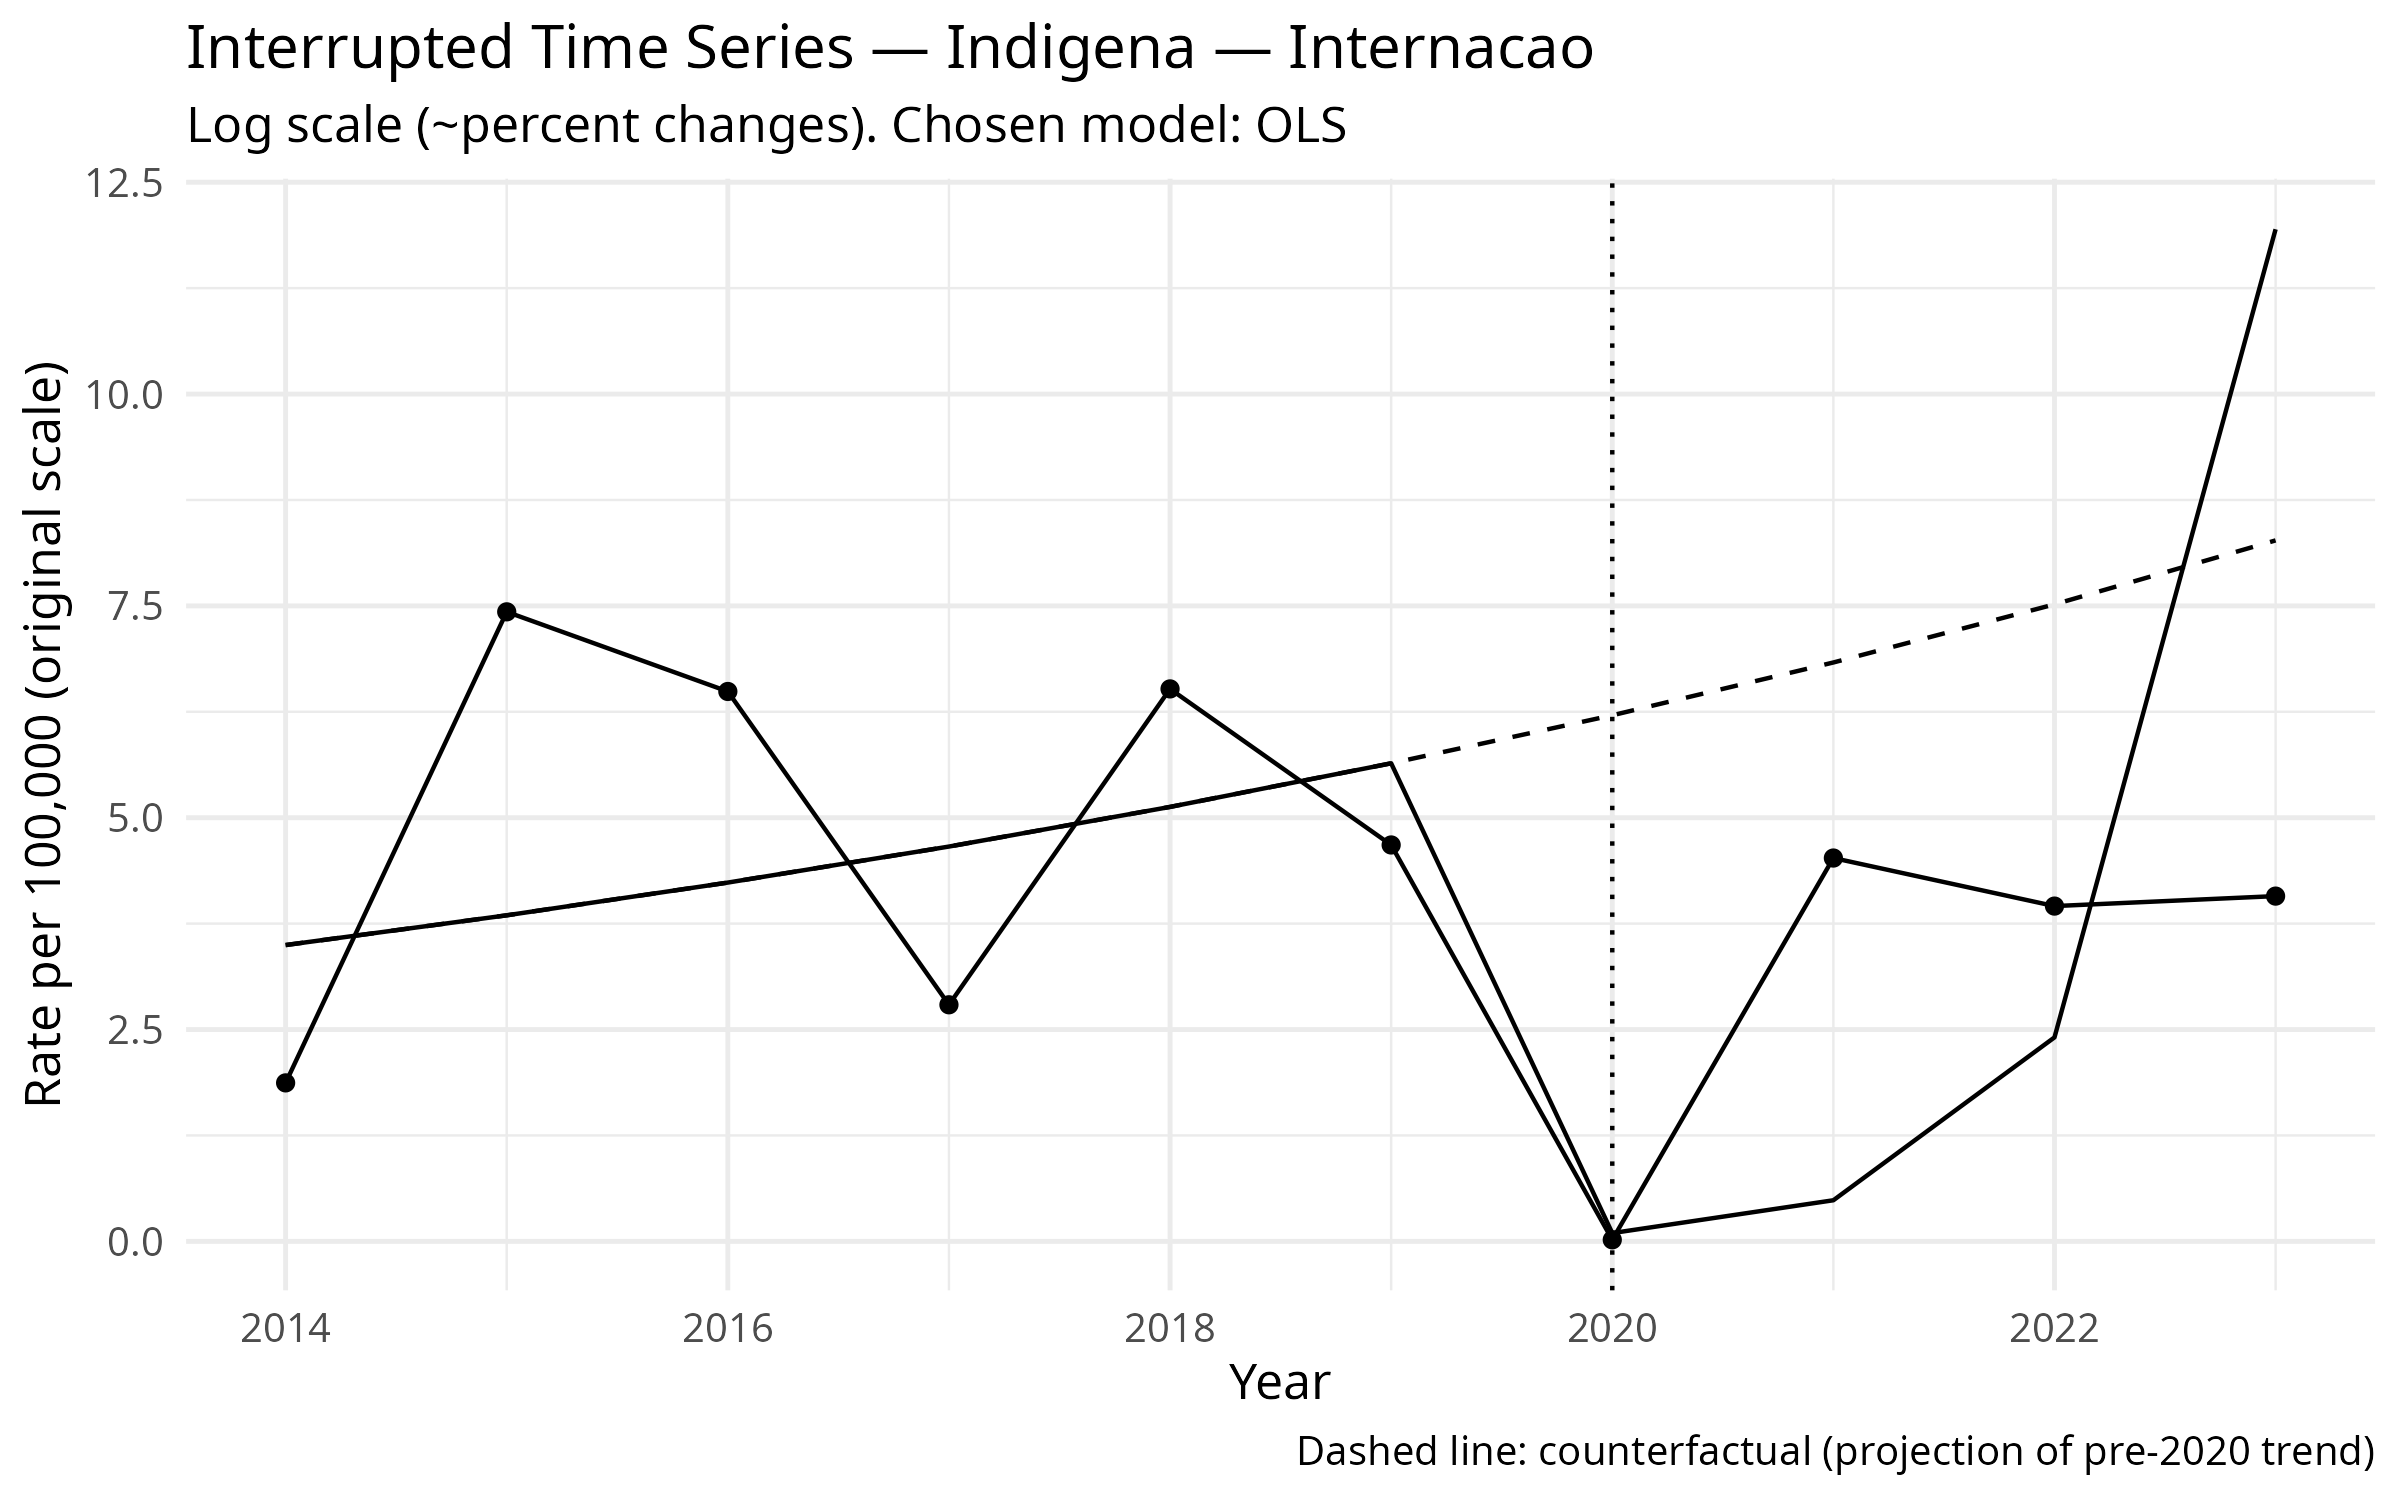 Interrupted Time Series — Indigena — Internacao
Log scale (~percent changes). Chosen model: OLS
Rate per 100,000 (original scale)
12.5
10.0
7.5
5.0
2.5
0.0
2014
2016
2018
2020
2022
Year
Dashed line: counterfactual (projection of pre-2020 trend)